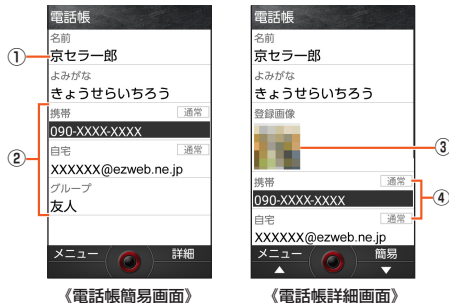 電話帳
名前
① 京セラ一郎
よみがな
きょうせらいちろう
携帯 通常
② 090-XXXX-XXXX
自宅 通常
XXXXXX@ezweb.ne.jp
グループ
友人
メニュー 詳細
《電話帳簡易画面》
電話帳
名前
京セラ一郎
よみがな
きょうせらいちろう
登録画像
③
携帯 通常
④
090-XXXX-XXXX
自宅 通常
XXXXXX@ezweb.ne.jp
メニュー 簡易
▲ ▼
《電話帳詳細画面》